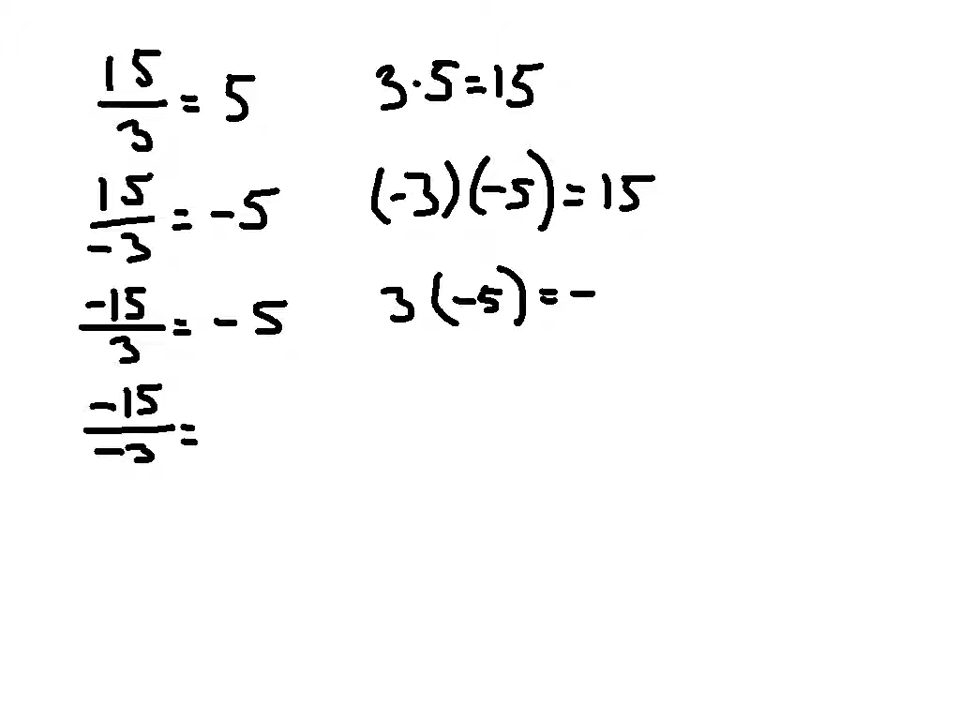 15/3 = 5 3·5=15
15/-3 = -5 (-3)(-5)=15
-15/3 = -5 3(-5)=-
-15/-3 =